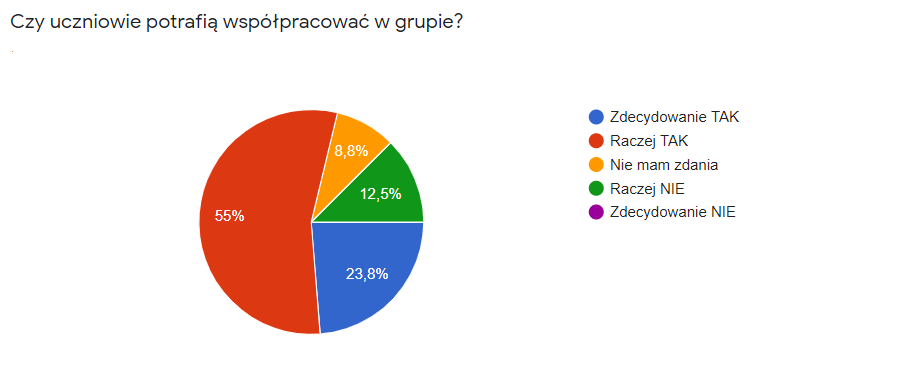 Czy uczniowie potrafią współpracować w grupie?
Zdecydowanie TAK
Raczej TAK
Nie mam zdania
Raczej NIE
Zdecydowanie NIE
8,8%
12,5%
55%
23,8%